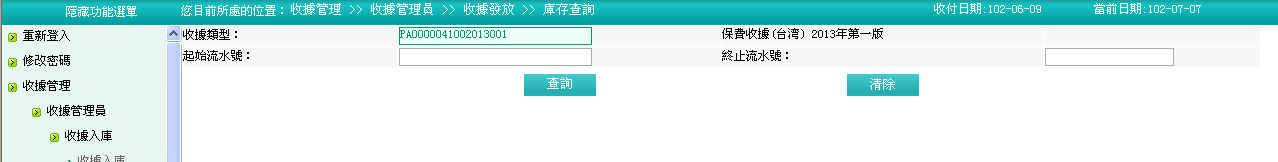 隱藏功能選單 您目前所處的位置：收據管理 >> 收據管理員 >> 收據發放 >> 庫存查詢 收付日期:102-06-09 當前日期:102-07-07
重新登入
修改密碼
收據管理
收據管理員
收據入庫
收據入庫
收據類型： PA0000041002013001 保費收據(台湾) 2013年第一版
起始流水號： 終止流水號：
查詢 清除